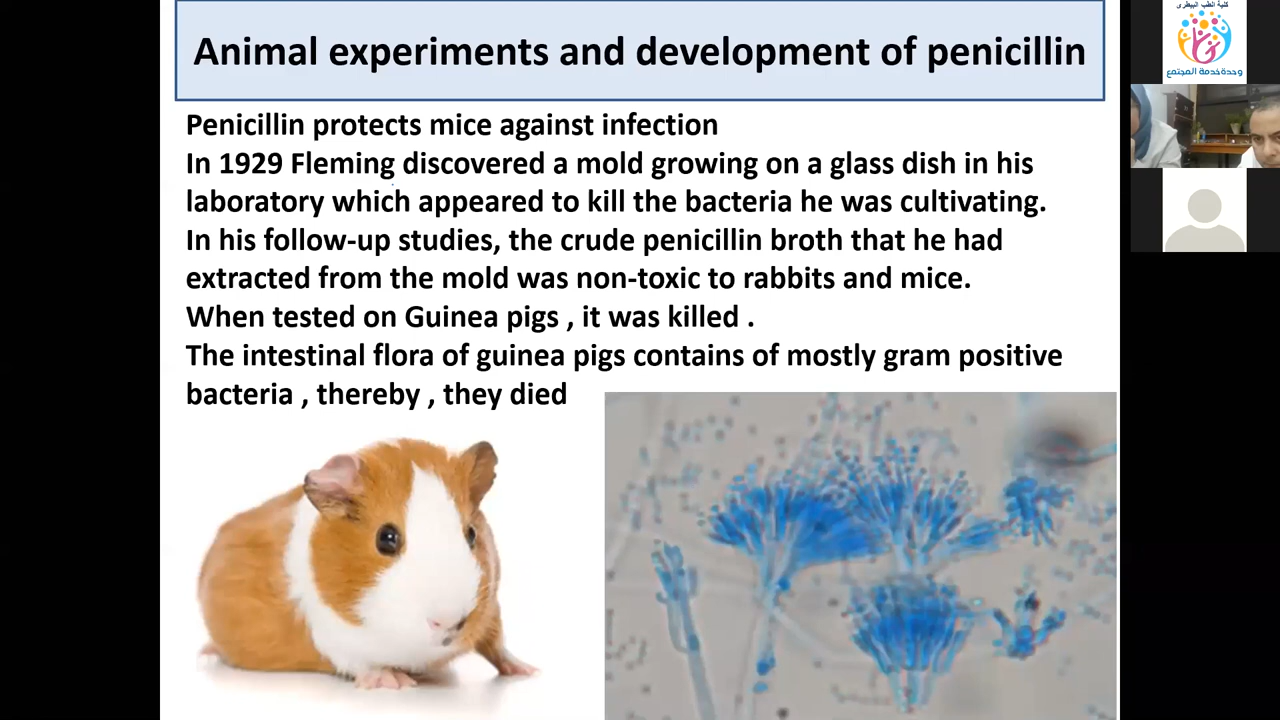 Animal experiments and development of penicillin
Penicillin protects mice against infection
In 1929 Fleming discovered a mold growing on a glass dish in his
laboratory which appeared to kill the bacteria he was cultivating.
In his follow-up studies, the crude penicillin broth that he had
extracted from the mold was non-toxic to rabbits and mice.
When tested on Guinea pigs , it was killed .
The intestinal flora of guinea pigs contains of mostly gram positive
bacteria , thereby , they died
كلية الطب البيطرى
وحدة خدمة المجتمع